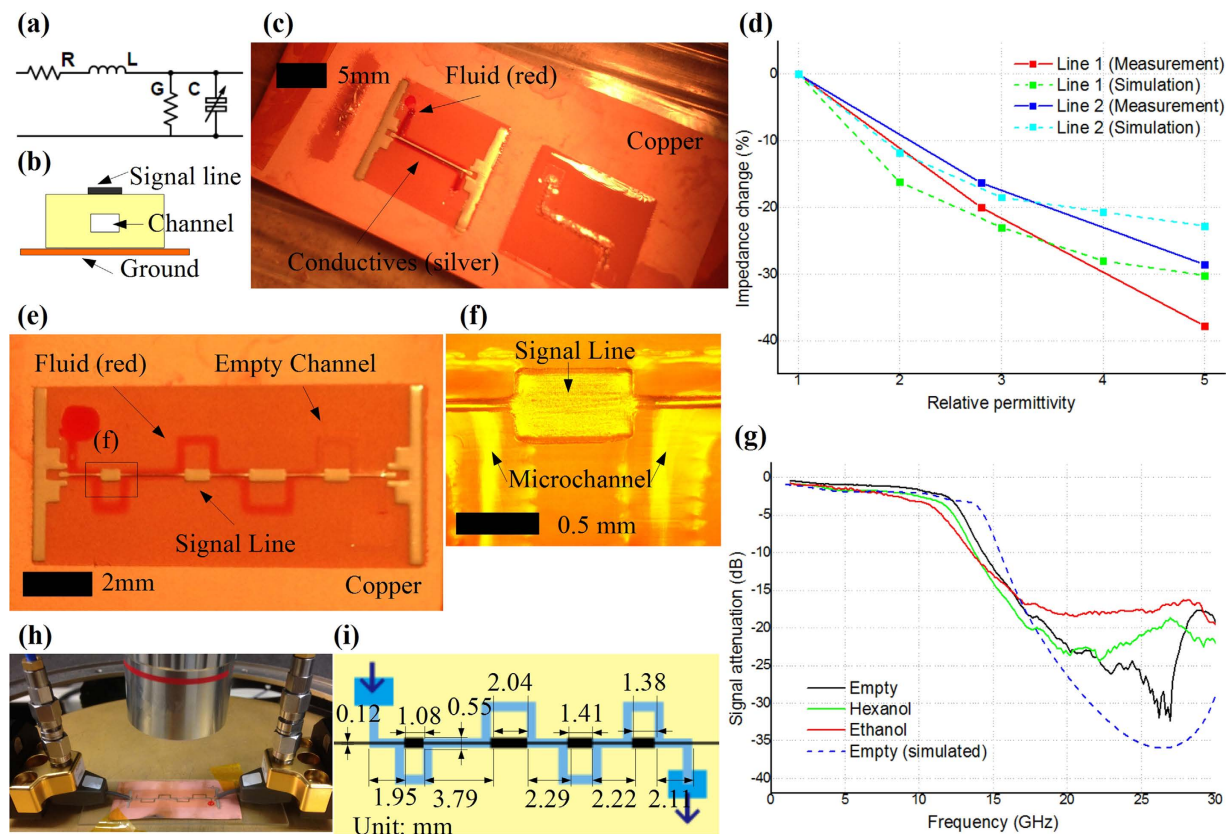 (a)
R
L
G
C
(b)
Signal line
Channel
Ground
(c)
5mm
Fluid (red)
Copper
Conductives (silver)
(d)
Impedance change (%)
0
-10
-20
-30
-40
1
2
3
4
5
Relative permittivity
Line 1 (Measurement)
Line 1 (Simulation)
Line 2 (Measurement)
Line 2 (Simulation)
(e)
Fluid (red)
Empty Channel
(f)
Signal Line
2mm
Copper
(f)
Signal Line
Microchannel
0.5 mm
(g)
Signal attenuation (dB)
0
-5
-10
-15
-20
-25
-30
-35
-40
0
5
10
15
20
25
30
Frequency (GHz)
Empty
Hexanol
Ethanol
Empty (simulated)
(h)
(i)
2.04
1.38
0.12
1.08
0.55
1.41
1.95
3.79
2.29
2.22
2.11
Unit: mm